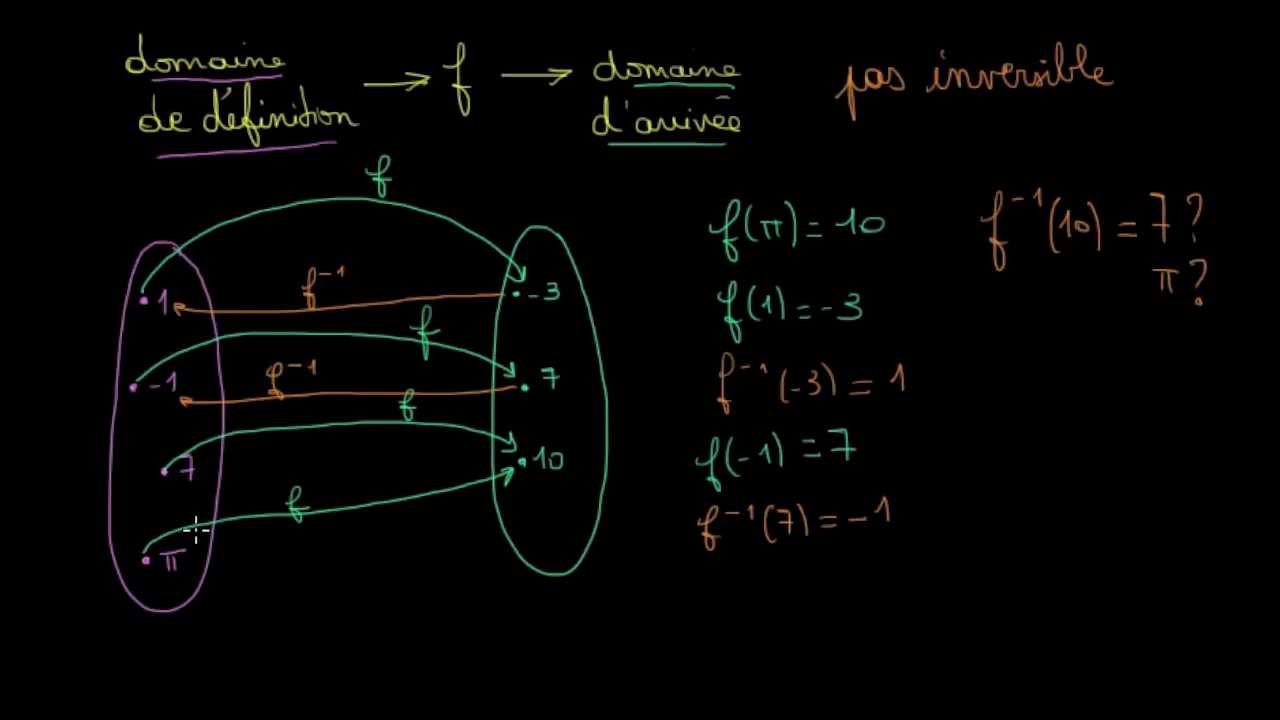 domaine
de définition → f → domaine
d'arrivée
pas inversible
f
1
f⁻¹
-3
f
-1
f⁻¹
7
f
7
10
f
π
f(π) = 10
f(1) = -3
f⁻¹(-3) = 1
f(-1) = 7
f⁻¹(7) = -1
f⁻¹(10) = 7?
π?